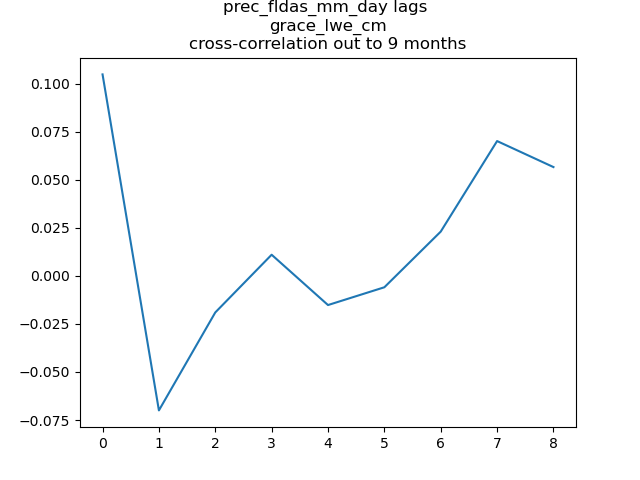 prec_fldas_mm_day lags
grace_lwe_cm
cross-correlation out to 9 months
0.100
0.075
0.050
0.025
0.000
−0.025
−0.050
−0.075
0 1 2 3 4 5 6 7 8